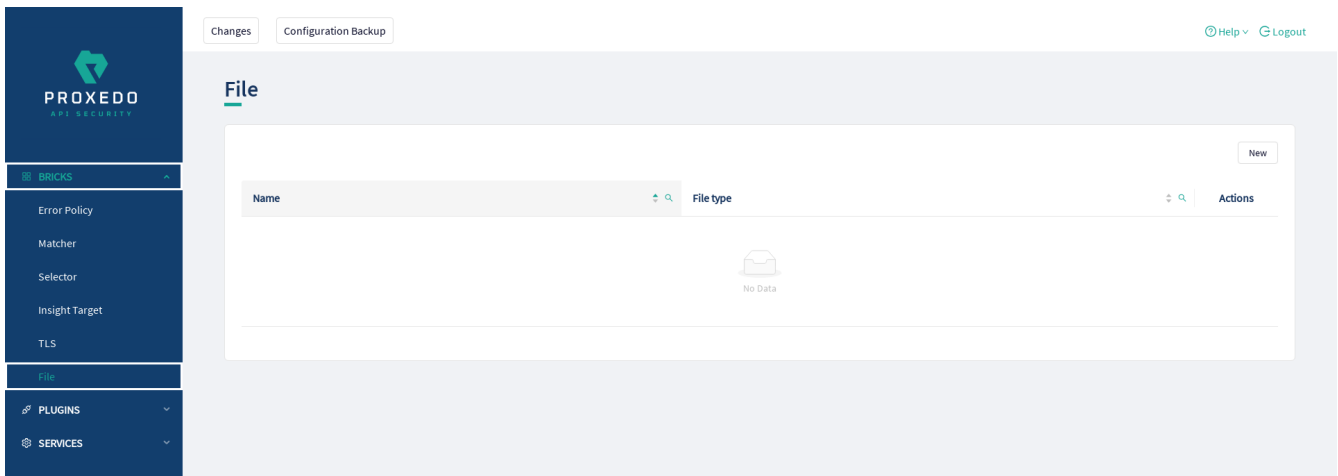 Changes
Configuration Backup
Help
Logout
PROXEDO
API SECURITY
File
New
BRICKS
Name
File type
Actions
Error Policy
Matcher
Selector
Insight Target
TLS
File
No Data
PLUGINS
SERVICES